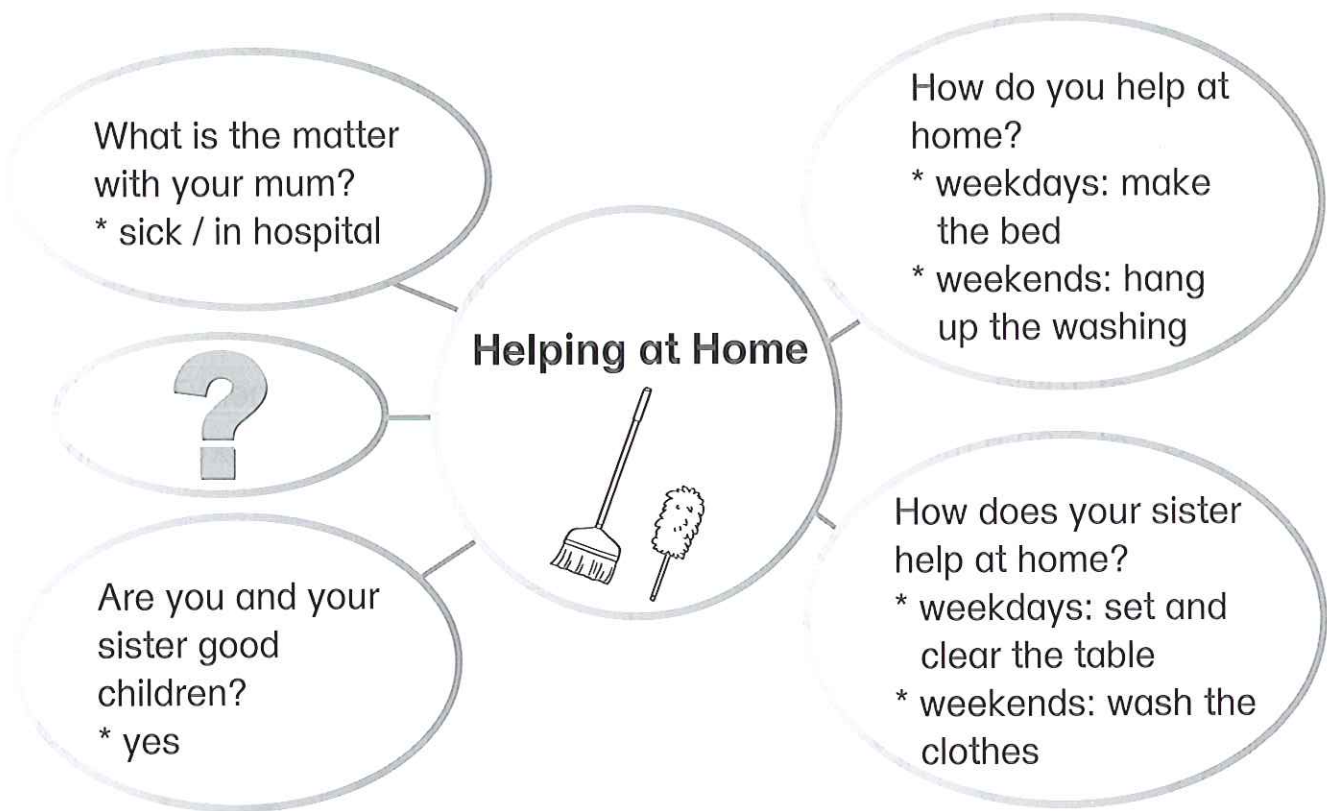 What is the matter
with your mum?
* sick / in hospital
How do you help at
home?
* weekdays: make
the bed
* weekends: hang
up the washing
Helping at Home
?
Are you and your
sister good
children?
* yes
How does your sister
help at home?
* weekdays: set and
clear the table
* weekends: wash the
clothes